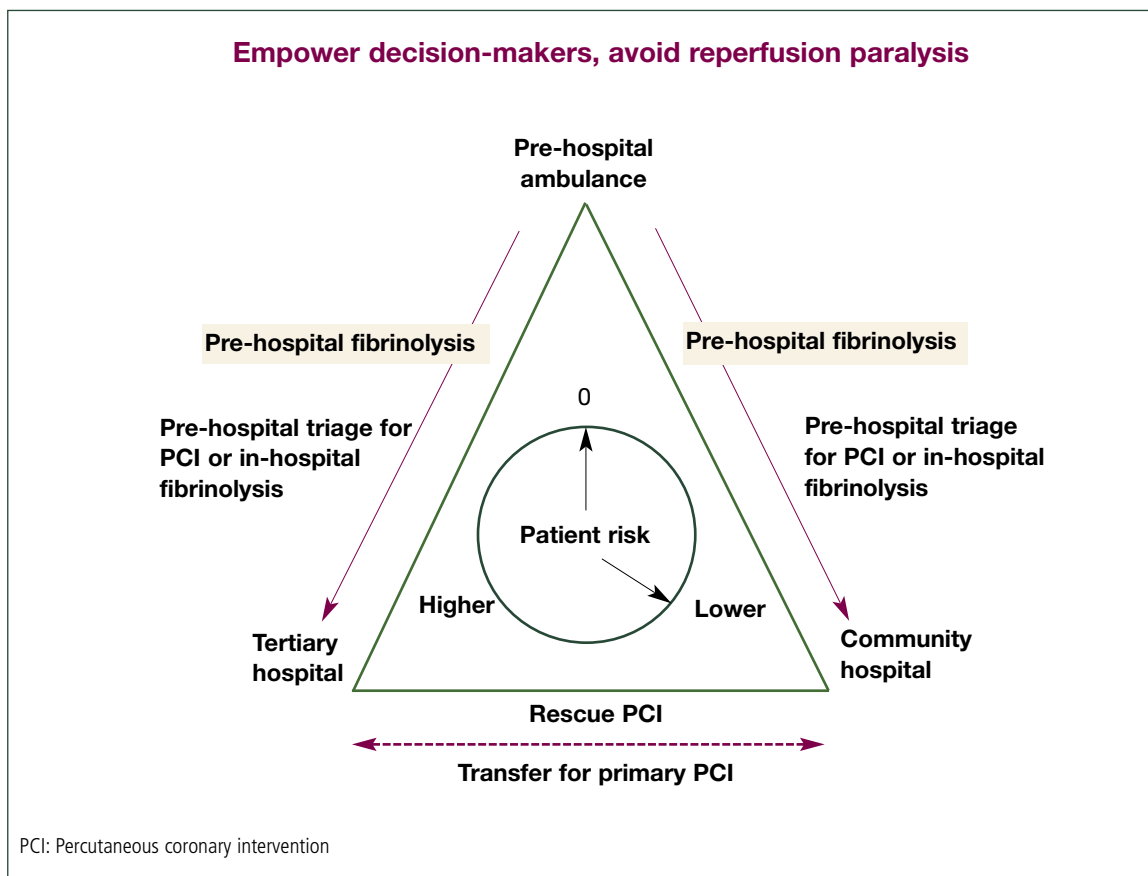 Empower decision-makers, avoid reperfusion paralysis
Pre-hospital
ambulance
Pre-hospital fibrinolysis
Pre-hospital fibrinolysis
Pre-hospital triage for
PCI or in-hospital
fibrinolysis
Pre-hospital triage
for PCI or in-hospital
fibrinolysis
0
Patient risk
Higher
Lower
Tertiary
hospital
Community
hospital
Rescue PCI
Transfer for primary PCI
PCI: Percutaneous coronary intervention